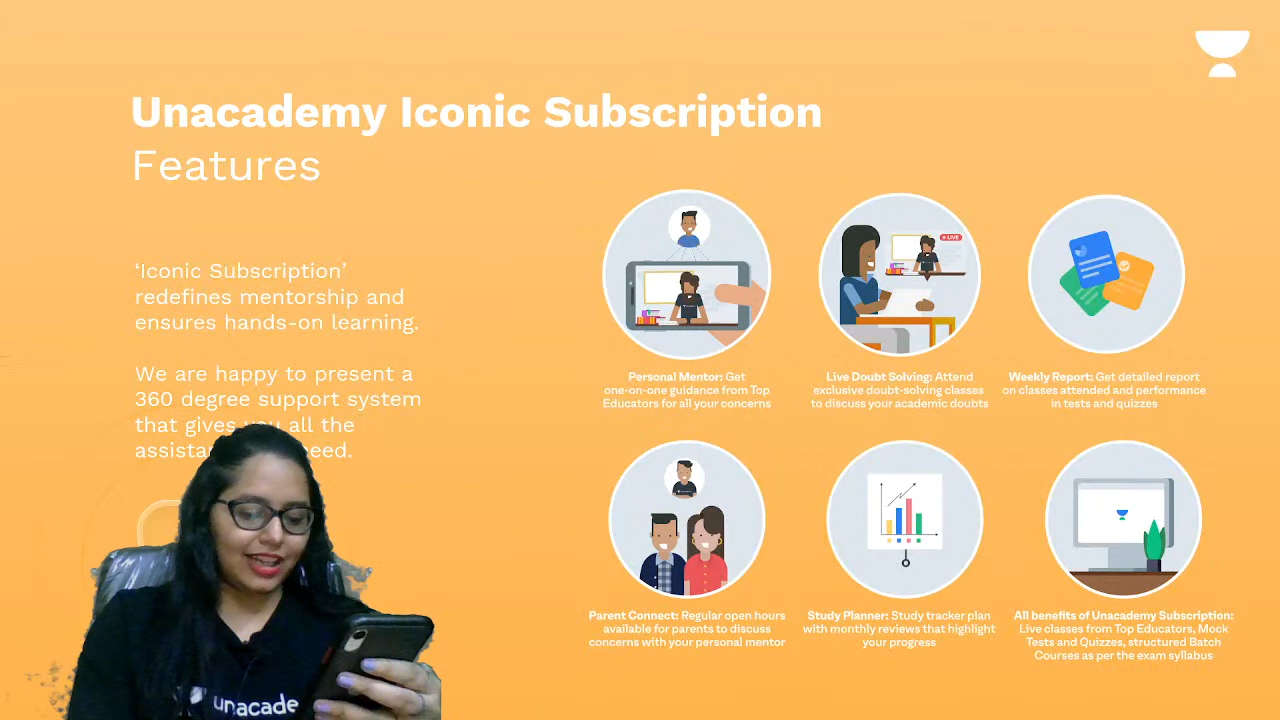 Unacademy Iconic Subscription
Features
‘Iconic Subscription’
redefines mentorship and
ensures hands-on learning.
We are happy to present a
360 degree support system
that gives you all the
need.
LIVE
Personal Mentor: Get
one-on-one guidance from Top
Educators for all your concerns
Live Doubt Solving: Attend
exclusive doubt-solving classes
to discuss your academic doubts
Weekly Report: Get detailed report
on classes attended and performance
in tests and quizzes
Parent Connect: Regular open hours
available for parents to discuss
concerns with your personal mentor
Study Planner: Study tracker plan
with monthly reviews that highlight
your progress
All benefits of Unacademy Subscription:
Live classes from Top Educators, Mock
Tests and Quizzes, structured Batch
Courses as per the exam syllabus
unacade